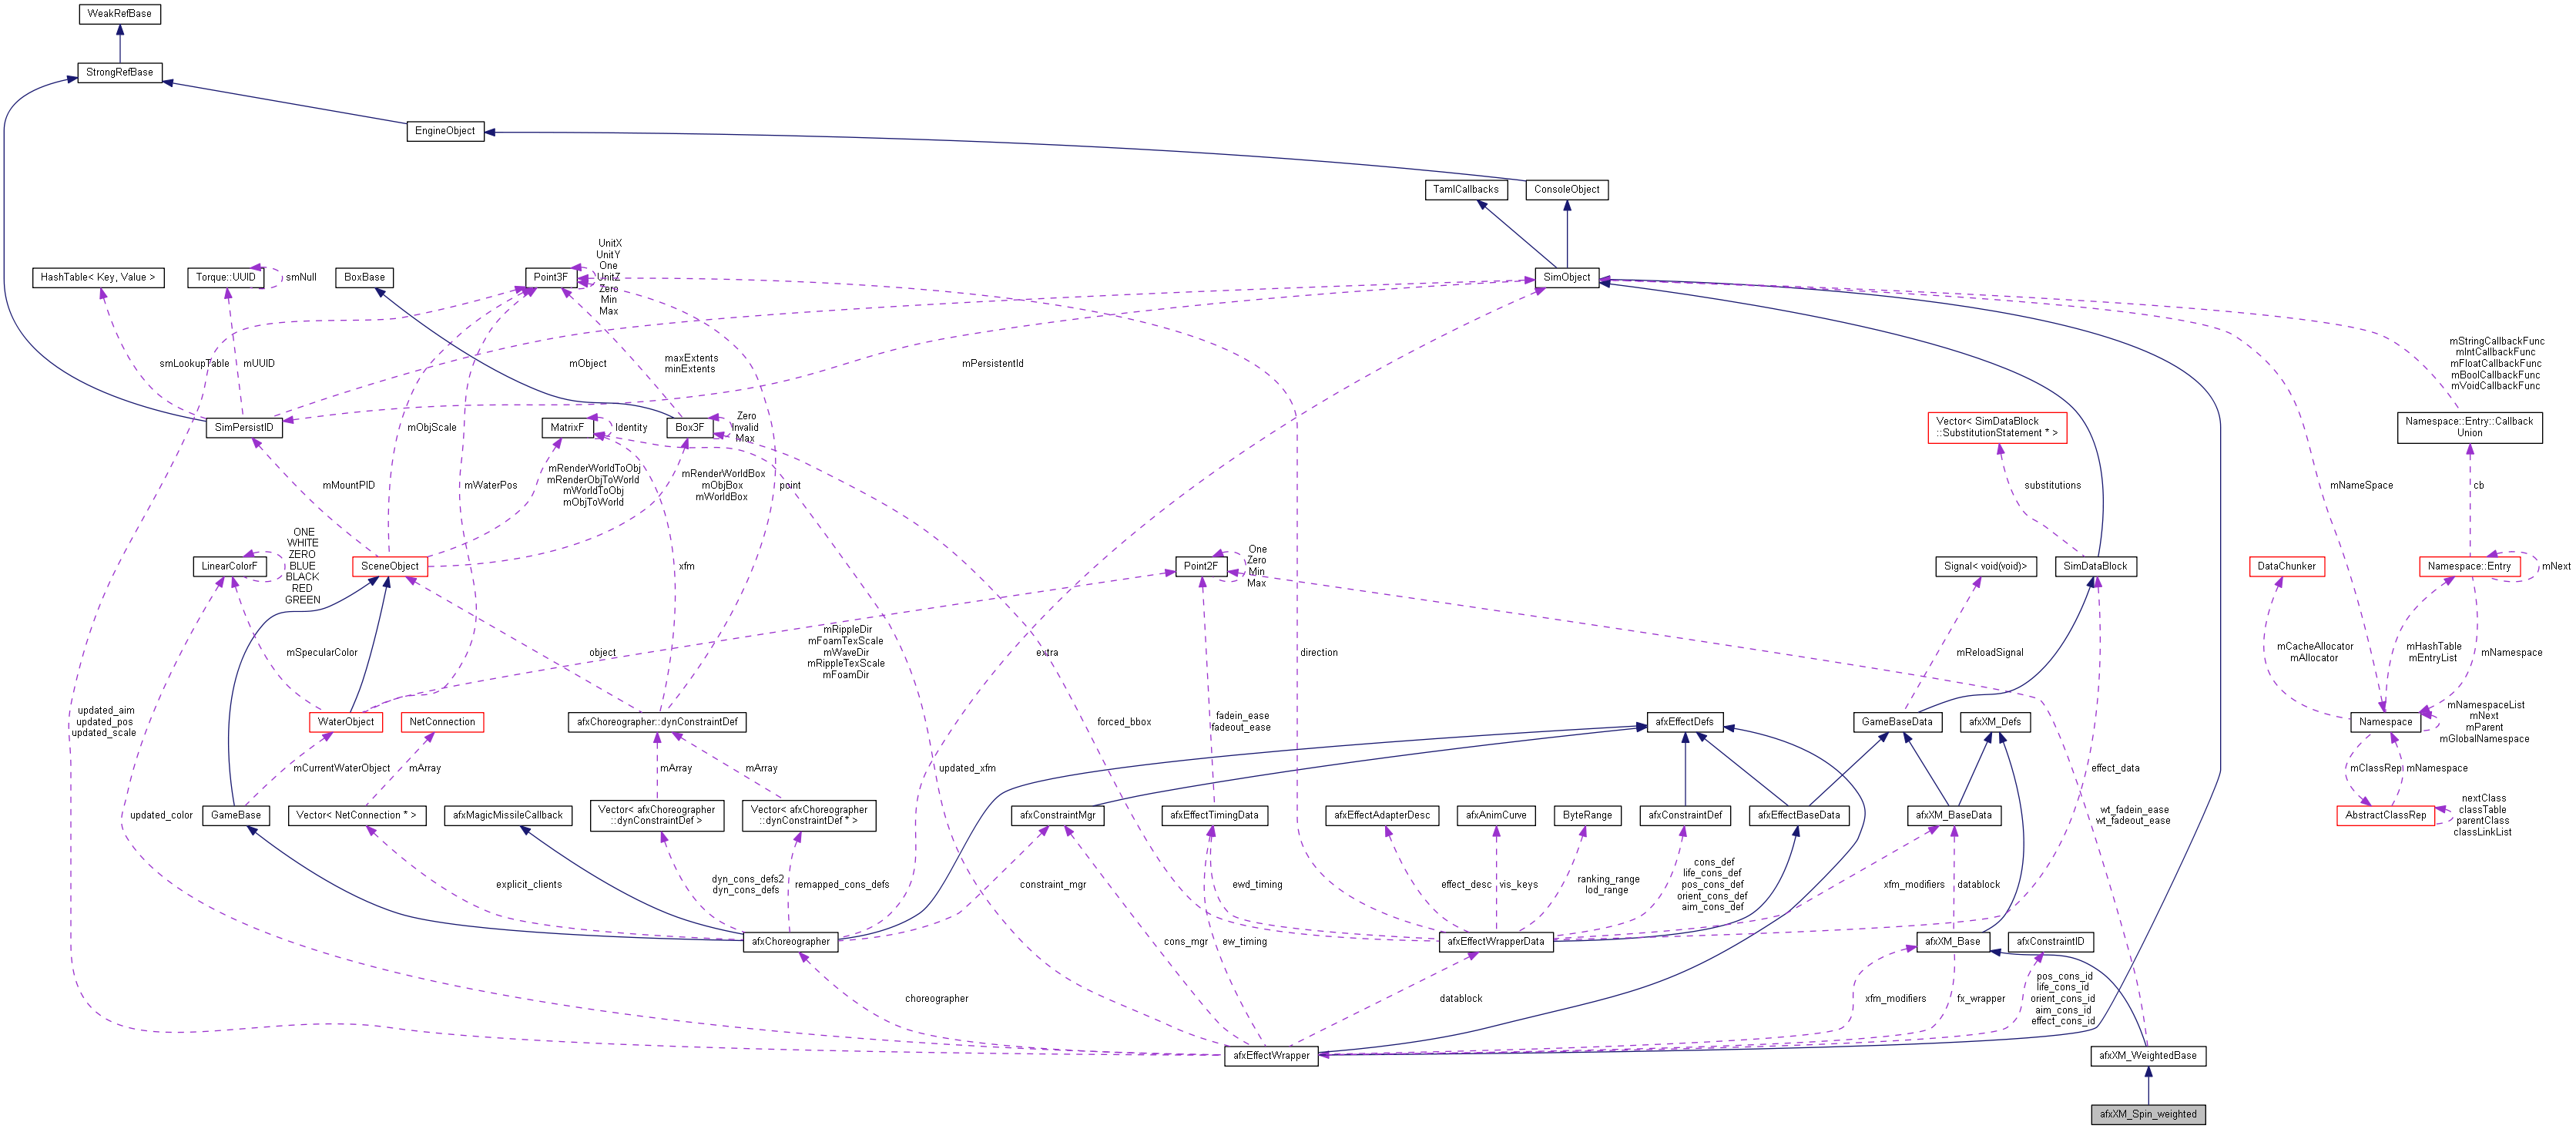 WeakRefBase
StrongRefBase
EngineObject
TamlCallbacks
ConsoleObject
UnitX
UnitY
One
UnitZ
Zero
Min
Max
HashTable< Key, Value >
Torque::UUID
smNull
BoxBase
Point3F
SimObject
smLookupTable
mUUID
mObject
maxExtents
minExtents
mPersistentId
mStringCallbackFunc
mIntCallbackFunc
mFloatCallbackFunc
mBoolCallbackFunc
mVoidCallbackFunc
SimPersistID
mObjScale
MatrixF
Identity
Box3F
Zero
Invalid
Max
Vector< SimDataBlock
::SubstitutionStatement * >
Namespace::Entry::Callback
Union
mMountPID
mWaterPos
mRenderWorldToObj
mRenderObjToWorld
mWorldToObj
mObjToWorld
mRenderWorldBox
mObjBox
mWorldBox
point
substitutions
mNameSpace
cb
LinearColorF
ONE
WHITE
ZERO
BLUE
BLACK
RED
GREEN
SceneObject
xfm
Point2F
One
Zero
Min
Max
Signal< void(void)>
SimDataBlock
DataChunker
Namespace::Entry
mNext
mSpecularColor
object
mRippleDir
mFoamTexScale
mWaveDir
mRippleTexScale
mFoamDir
extra
direction
mReloadSignal
mCacheAllocator
mAllocator
mHashTable
mEntryList
mNamespace
updated_aim
updated_pos
updated_scale
WaterObject
NetConnection
afxChoreographer::dynConstraintDef
forced_bbox
fadein_ease
fadeout_ease
afxEffectDefs
GameBaseData
afxXM_Defs
Namespace
mNamespaceList
mNext
mParent
mGlobalNamespace
mCurrentWaterObject
mArray
mArray
mArray
updated_xfm
effect_data
mClassRep
mNamespace
updated_color
GameBase
Vector< NetConnection * >
afxMagicMissileCallback
Vector< afxChoreographer
::dynConstraintDef >
Vector< afxChoreographer
::dynConstraintDef * >
afxConstraintMgr
afxEffectTimingData
afxEffectAdapterDesc
afxAnimCurve
ByteRange
afxConstraintDef
afxEffectBaseData
afxXM_BaseData
wt_fadein_ease
wt_fadeout_ease
AbstractClassRep
nextClass
classTable
parentClass
classLinkList
explicit_clients
dyn_cons_defs2
dyn_cons_defs
remapped_cons_defs
constraint_mgr
ewd_timing
effect_desc
vis_keys
ranking_range
lod_range
cons_def
life_cons_def
pos_cons_def
orient_cons_def
aim_cons_def
xfm_modifiers
datablock
afxChoreographer
cons_mgr
ew_timing
afxEffectWrapperData
afxXM_Base
afxConstraintID
choreographer
datablock
xfm_modifiers
fx_wrapper
pos_cons_id
life_cons_id
orient_cons_id
aim_cons_id
effect_cons_id
afxEffectWrapper
afxXM_WeightedBase
afxXM_Spin_weighted